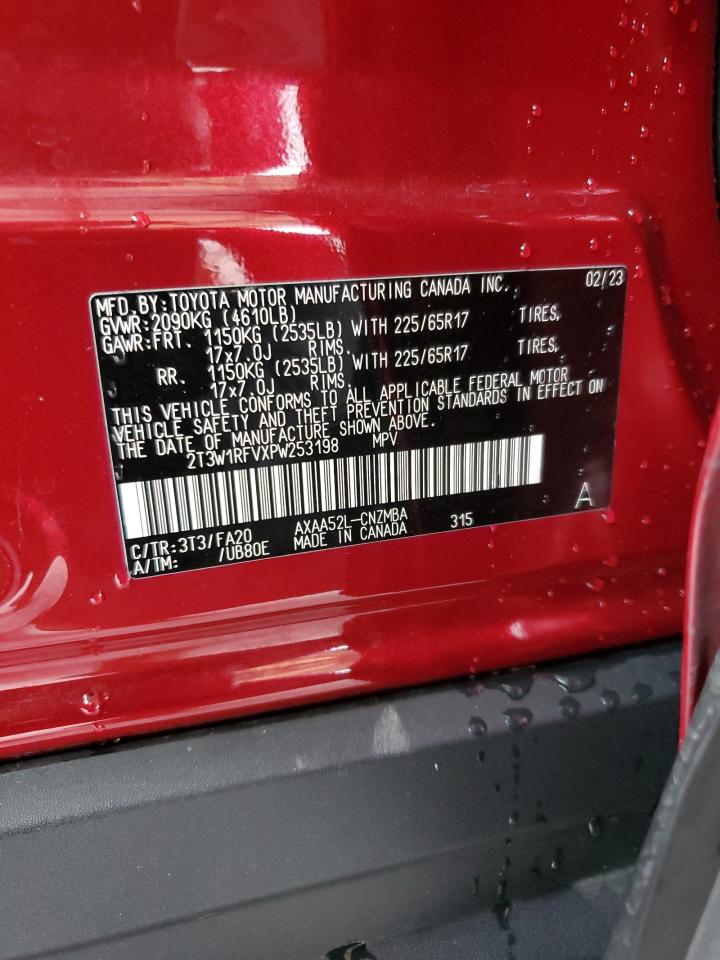 MFD.BY:TOYOTA MOTOR MANUFACTURING CANADA INC. 02/23
GVWR:2090KG (4610LB)
GAWR:FRT. 1150KG (2535LB) WITH 225/65R17 TIRES,
17x7.0J RIMS.
RR. 1150KG (2535LB) WITH 225/65R17 TIRES,
17x7.0J RIMS.
THIS VEHICLE CONFORMS TO ALL APPLICABLE FEDERAL MOTOR
VEHICLE SAFETY AND THEFT PREVENTION STANDARDS IN EFFECT ON
THE DATE OF MANUFACTURE SHOWN ABOVE.
2T3W1RFVXPW253198 MPV
A
C/TR:3T3/FA20 AXAA52L-CNZMBA 315
A/TM: /UB80E MADE IN CANADA